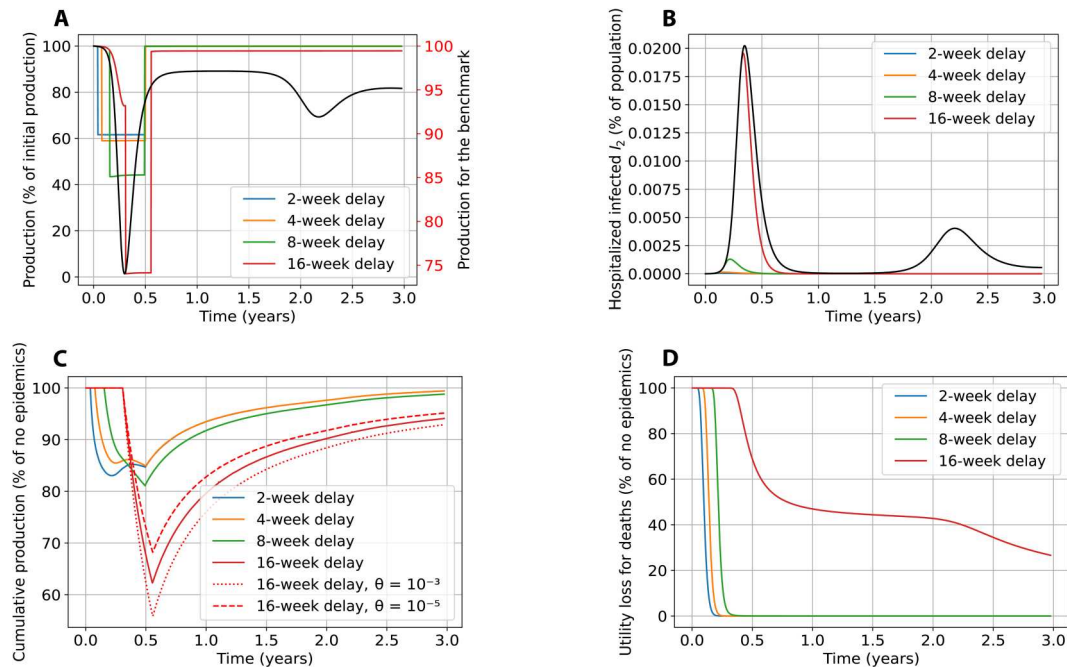 A
Production (% of initial production)
100
80
60
40
20
0
100
95
90
85
80
75
Production for the benchmark
2-week delay
4-week delay
8-week delay
16-week delay
0.0 0.5 1.0 1.5 2.0 2.5 3.0
Time (years)
B
Hospitalized infected I₂ (% of population)
0.0200
0.0175
0.0150
0.0125
0.0100
0.0075
0.0050
0.0025
0.0000
2-week delay
4-week delay
8-week delay
16-week delay
0.0 0.5 1.0 1.5 2.0 2.5 3.0
Time (years)
C
Cumulative production (% of no epidemics)
100
90
80
70
60
2-week delay
4-week delay
8-week delay
16-week delay
16-week delay, θ = 10⁻³
16-week delay, θ = 10⁻⁵
0.0 0.5 1.0 1.5 2.0 2.5 3.0
Time (years)
D
Utility loss for deaths (% of no epidemics)
100
80
60
40
20
0
2-week delay
4-week delay
8-week delay
16-week delay
0.0 0.5 1.0 1.5 2.0 2.5 3.0
Time (years)